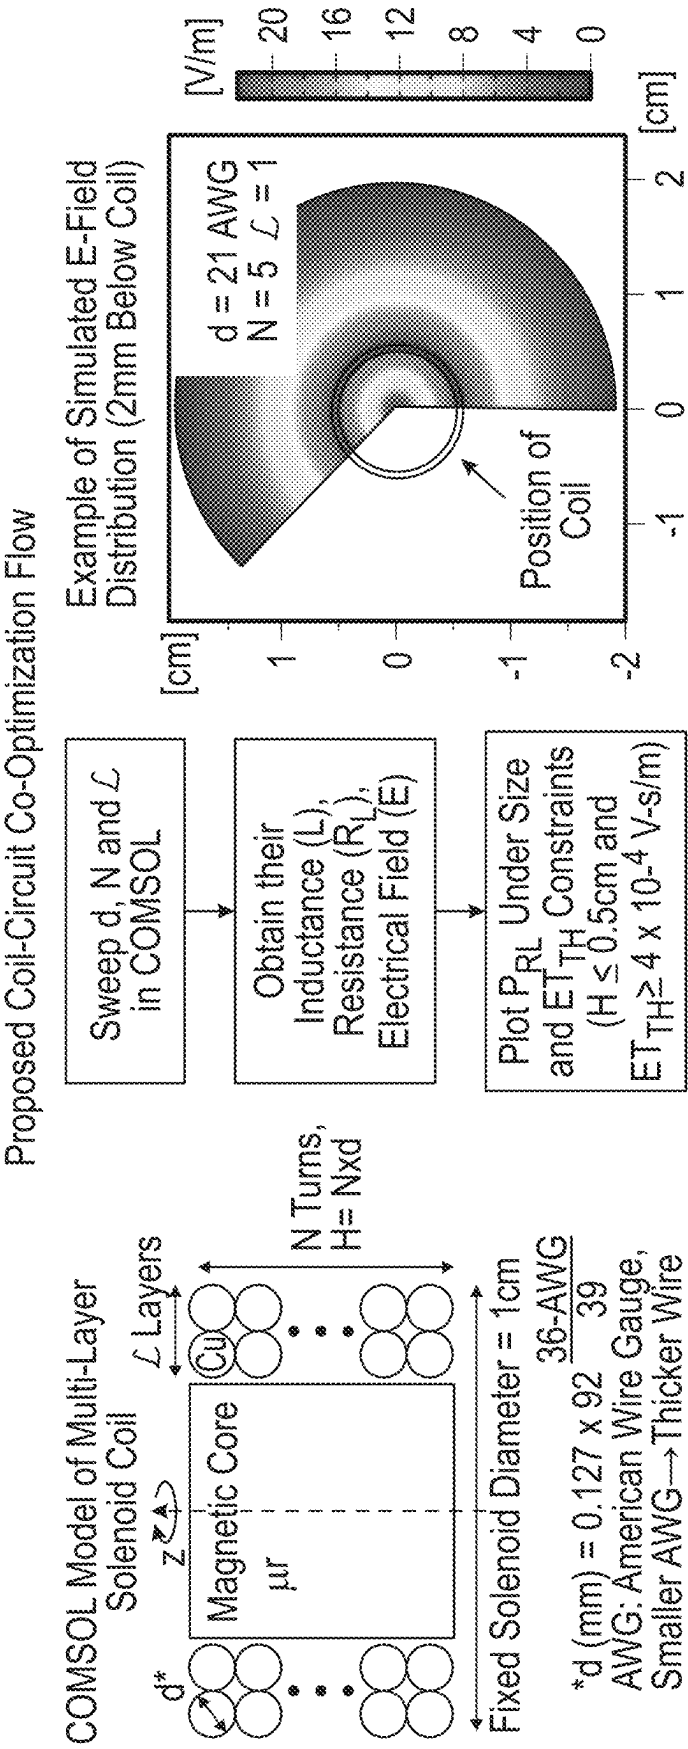 Proposed Coil-Circuit Co-Optimization Flow
COMSOL Model of Multi-Layer
Solenoid Coil
z
ℒ Layers
d*
Cu
Magnetic Core
μr
N Turns,
H= Nxd
Fixed Solenoid Diameter = 1cm
*d (mm) = 0.127 x 92 36-AWG
39
AWG: American Wire Gauge,
Smaller AWG→Thicker Wire
Sweep d, N and ℒ
in COMSOL
Obtain their
Inductance (L),
Resistance (RL),
Electrical Field (E)
Plot PRL Under Size
and ETTH Constraints
(H ≤ 0.5cm and
ETTH ≥ 4 x 10-4 V-s/m)
Example of Simulated E-Field
Distribution (2mm Below Coil)
[cm]
[V/m]
d = 21 AWG
N = 5 ℒ = 1
20
16
12
8
4
0
1
0
-1
-2
Position of
Coil
-1
0
1
2
[cm]